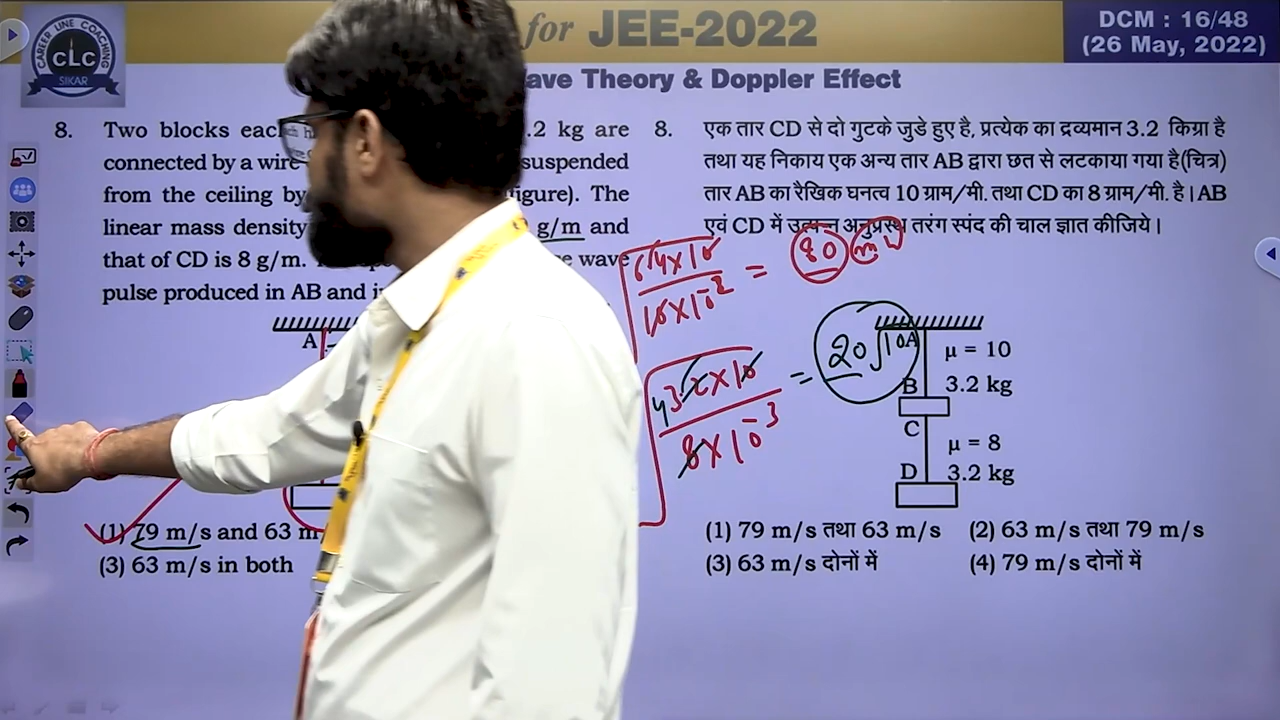 for JEE-2022
DCM : 16/48
(26 May, 2022)
CAREER LINE COACHING
CLC
SIKAR
ave Theory & Doppler Effect
8. Two blocks eac .2 kg are
connected by a wire suspended
from the ceiling by igure). The
linear mass density g/m and
that of CD is 8 g/m. wave
pulse produced in AB and i
A
(1) 79 m/s and 63 m
(3) 63 m/s in both
8. एक तार CD से दो गुटके जुडे हुए है, प्रत्येक का द्रव्यमान 3.2 किग्रा है
तथा यह निकाय एक अन्य तार AB द्वारा छत से लटकाया गया है(चित्र)
तार AB का रैखिक घनत्व 10 ग्राम/मी. तथा CD का 8 ग्राम/मी. है। AB
एवं CD में उत्पन्न अनुप्रस्थ तरंग स्पंद की चाल ज्ञात कीजिये।
= 80
= 20√10
8×10⁻³
A
μ = 10
B 3.2 kg
C
μ = 8
D 3.2 kg
(1) 79 m/s तथा 63 m/s (2) 63 m/s तथा 79 m/s
(3) 63 m/s दोनों में (4) 79 m/s दोनों में